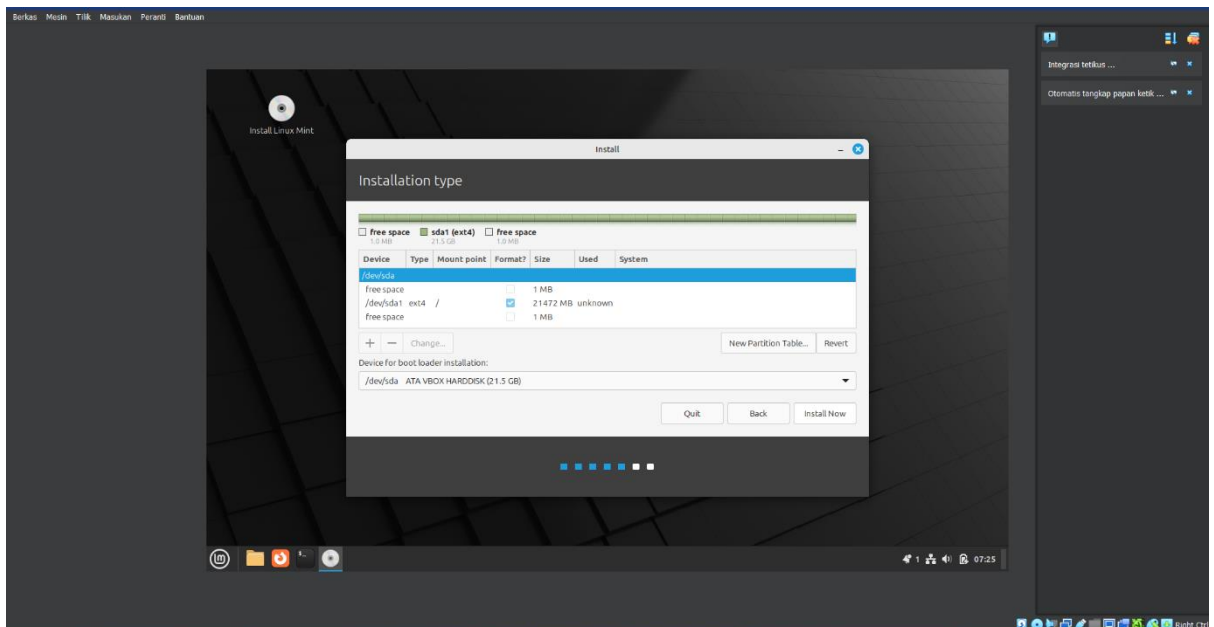 Berkas Mesin Tilik Masukan Peranti Bantuan
Integrasi tetikus ...
Otomatis tangkap papan ketik ...
Install Linux Mint
Install
Installation type
free space sda1 (ext4) free space
1.0 MB 21.5 GB 1.0 MB
Device Type Mount point Format? Size Used System
/dev/sda
free space 1 MB
/dev/sda1 ext4 / 21472 MB unknown
free space 1 MB
+ − Change... New Partition Table... Revert
Device for boot loader installation:
/dev/sda ATA VBOX HARDDISK (21.5 GB)
Quit Back Install Now
1 07:25
Right Ctrl